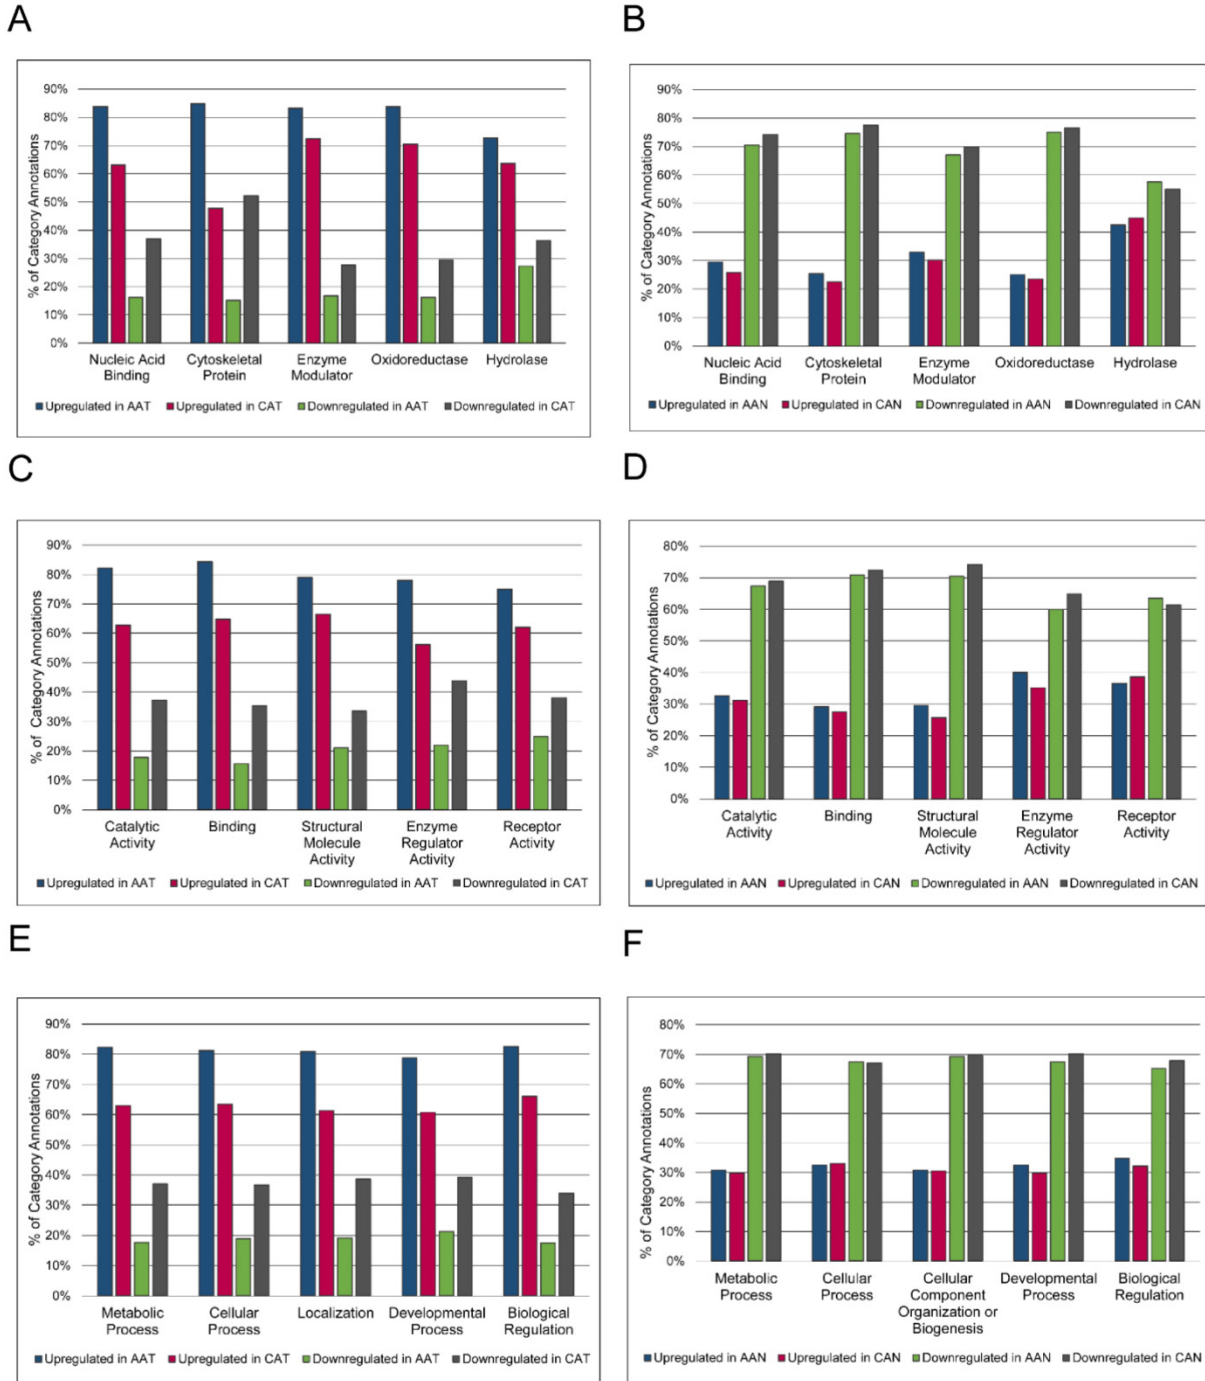 A
% of Category Annotations
90%
80%
70%
60%
50%
40%
30%
20%
10%
0%
Nucleic Acid Binding
Cytoskeletal Protein
Enzyme Modulator
Oxidoreductase
Hydrolase
Upregulated in AAT
Upregulated in CAT
Downregulated in AAT
Downregulated in CAT
B
% of Category Annotations
90%
80%
70%
60%
50%
40%
30%
20%
10%
0%
Nucleic Acid Binding
Cytoskeletal Protein
Enzyme Modulator
Oxidoreductase
Hydrolase
Upregulated in AAN
Upregulated in CAN
Downregulated in AAN
Downregulated in CAN
C
% of Category Annotations
90%
80%
70%
60%
50%
40%
30%
20%
10%
0%
Catalytic Activity
Binding
Structural Molecule Activity
Enzyme Regulator Activity
Receptor Activity
Upregulated in AAT
Upregulated in CAT
Downregulated in AAT
Downregulated in CAT
D
% of Category Annotations
80%
70%
60%
50%
40%
30%
20%
10%
0%
Catalytic Activity
Binding
Structural Molecule Activity
Enzyme Regulator Activity
Receptor Activity
Upregulated in AAN
Upregulated in CAN
Downregulated in AAN
Downregulated in CAN
E
% of Category Annotations
90%
80%
70%
60%
50%
40%
30%
20%
10%
0%
Metabolic Process
Cellular Process
Localization
Developmental Process
Biological Regulation
Upregulated in AAT
Upregulated in CAT
Downregulated in AAT
Downregulated in CAT
F
% of Category Annotations
80%
70%
60%
50%
40%
30%
20%
10%
0%
Metabolic Process
Cellular Process
Cellular Component Organization or Biogenesis
Developmental Process
Biological Regulation
Upregulated in AAN
Upregulated in CAN
Downregulated in AAN
Downregulated in CAN